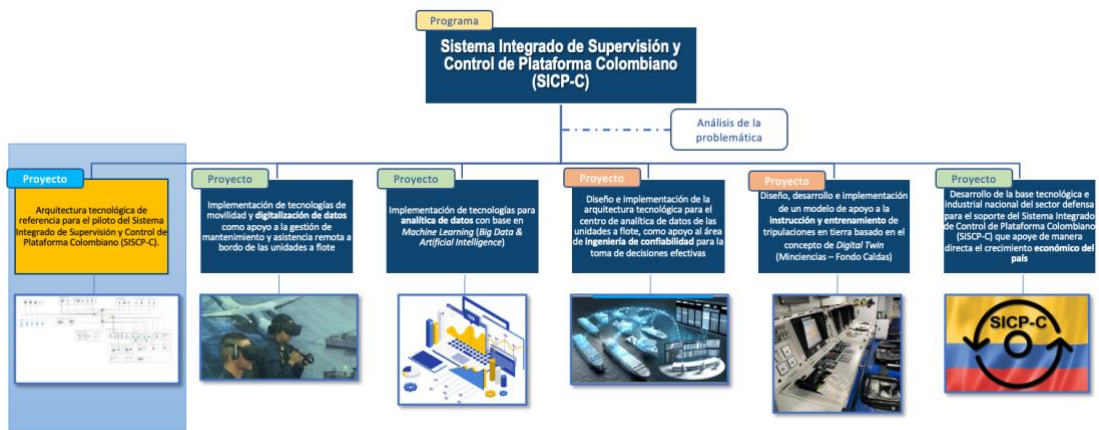 Programa
Sistema Integrado de Supervisión y
Control de Plataforma Colombiano
(SICP-C)
Análisis de la
problemática
Proyecto
Arquitectura tecnológica de
referencia para el piloto del Sistema
Integrado de Supervisión y Control
de Plataforma Colombiano (SISCP-C).
Proyecto
Implementación de tecnologías de
movilidad y digitalización de datos
como apoyo a la gestión de
mantenimiento y asistencia remota a
bordo de las unidades a flote
Proyecto
Implementación de tecnologías para
analítica de datos con base en
Machine Learning (Big Data &
Artificial Intelligence)
Proyecto
Diseño e implementación de la
arquitectura tecnológica para el
centro de analítica de datos de las
unidades a flote, como apoyo al área
de ingeniería de confiabilidad para la
toma de decisiones efectivas
Proyecto
Diseño, desarrollo e implementación
de un modelo de apoyo a la
instrucción y entrenamiento de
tripulaciones en tierra basado en el
concepto de Digital Twin
(Minciencias – Fondo Caldas)
Proyecto
Desarrollo de la base tecnológica e
industrial nacional del sector defensa
para el soporte del Sistema Integrado
de Control de Plataforma Colombiano
(SISCP-C) que apoye de manera
directa el crecimiento económico del
país
SICP-C